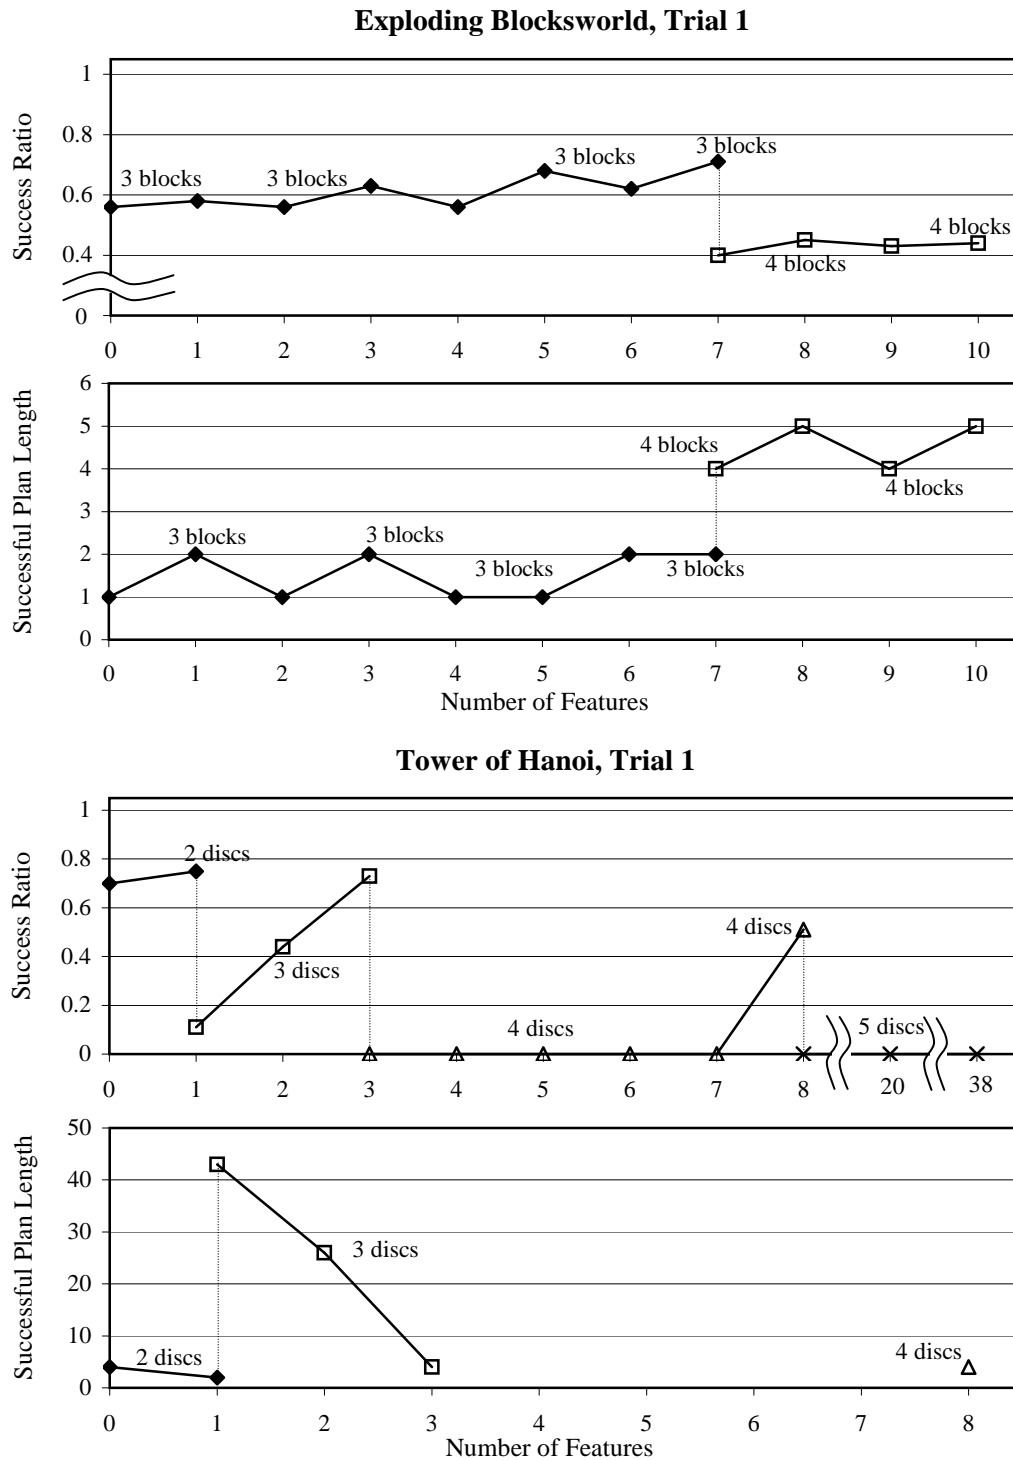 Exploding Blocksworld, Trial 1
Success Ratio
1
0.8
0.6
0.4
0
3 blocks
3 blocks
3 blocks
3 blocks
4 blocks
4 blocks
0 1 2 3 4 5 6 7 8 9 10
Successful Plan Length
6
5
4
3
2
1
0
3 blocks
3 blocks
3 blocks
3 blocks
4 blocks
4 blocks
0 1 2 3 4 5 6 7 8 9 10
Number of Features
Tower of Hanoi, Trial 1
Success Ratio
1
0.8
0.6
0.4
0.2
0
2 discs
3 discs
4 discs
4 discs
5 discs
0 1 2 3 4 5 6 7 8 20 38
Successful Plan Length
50
40
30
20
10
0
2 discs
3 discs
4 discs
0 1 2 3 4 5 6 7 8
Number of Features